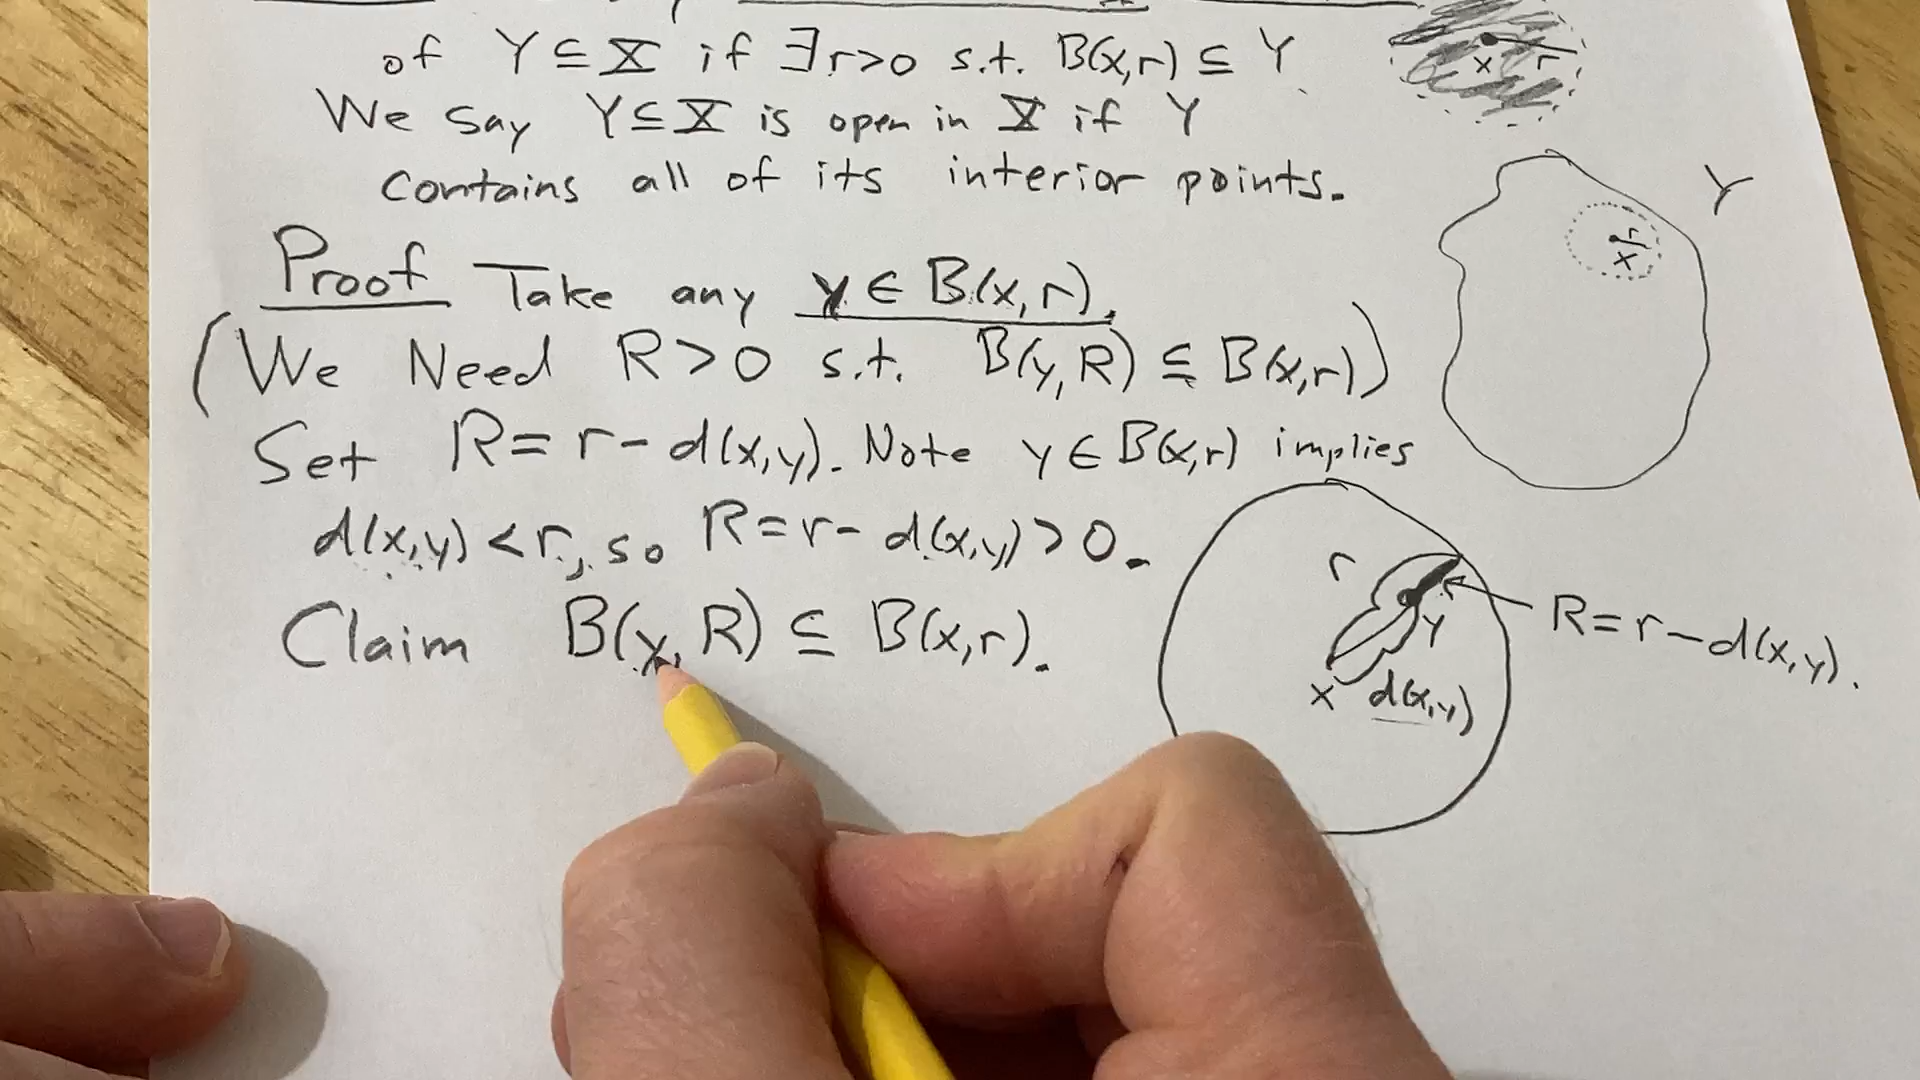 of Y ⊆ X if ∃ r>0 s.t. B(x,r) ⊆ Y
We say Y ⊆ X is open in X if Y
contains all of its interior points.
Proof Take any y ∈ B(x,r).
(We Need R>0 s.t. B(y,R) ⊆ B(x,r))
Set R = r - d(x,y). Note y ∈ B(x,r) implies
d(x,y) < r, so R = r - d(x,y) > 0.
Claim B(y,R) ⊆ B(x,r).
x r
Y
r
x
r
y
R = r - d(x,y).
x d(x,y)